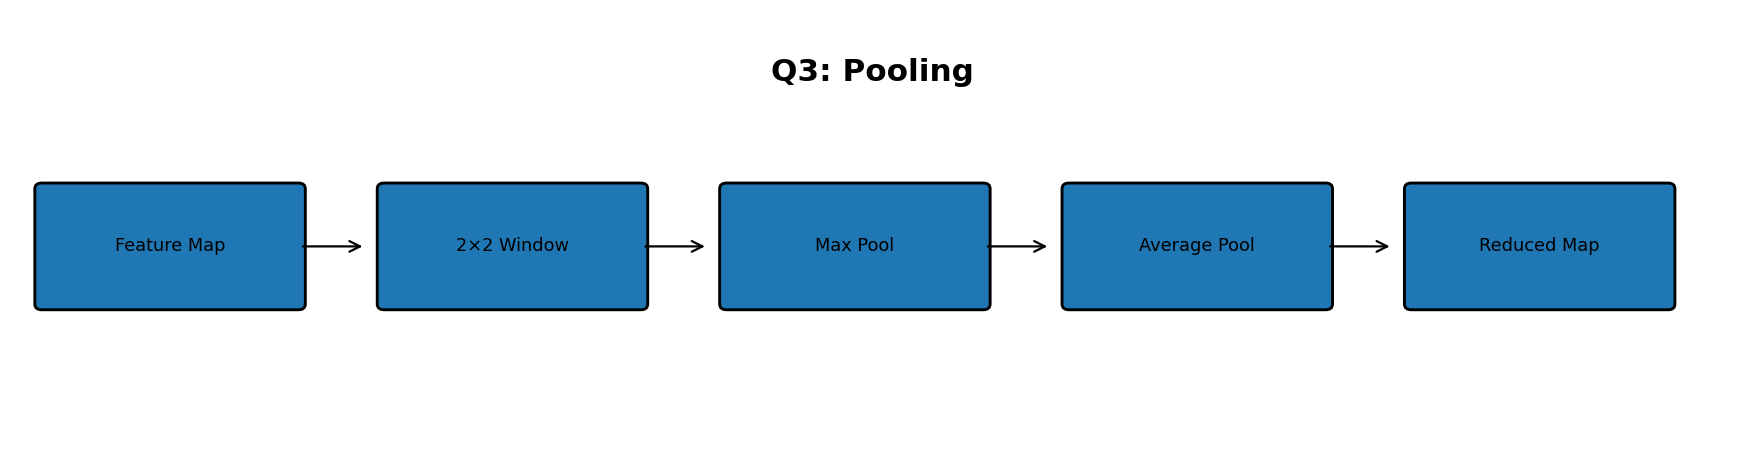 Q3: Pooling
Feature Map
2×2 Window
Max Pool
Average Pool
Reduced Map